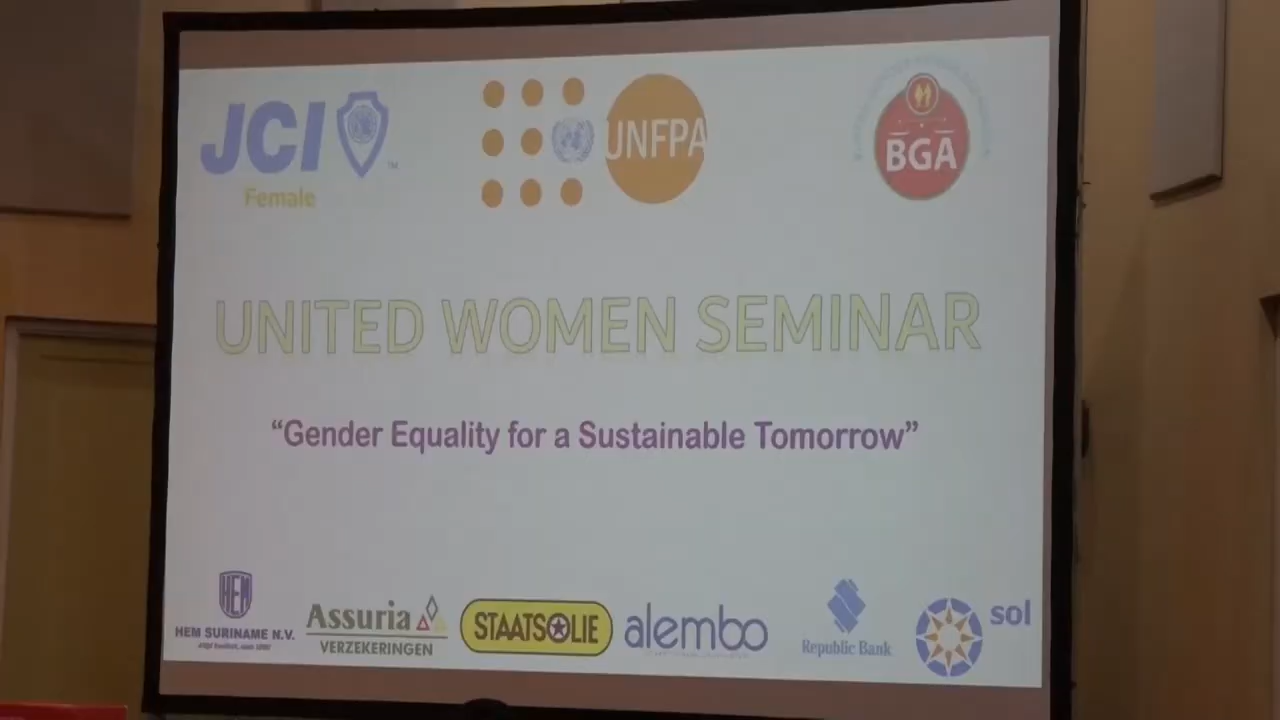 JCI
TM
Female
UNFPA
BGA
UNITED WOMEN SEMINAR
“Gender Equality for a Sustainable Tomorrow”
HEM
HEM SURINAME N.V.
Assuria
VERZEKERINGEN
STAATSOLIE
alembo
Republic Bank
sol